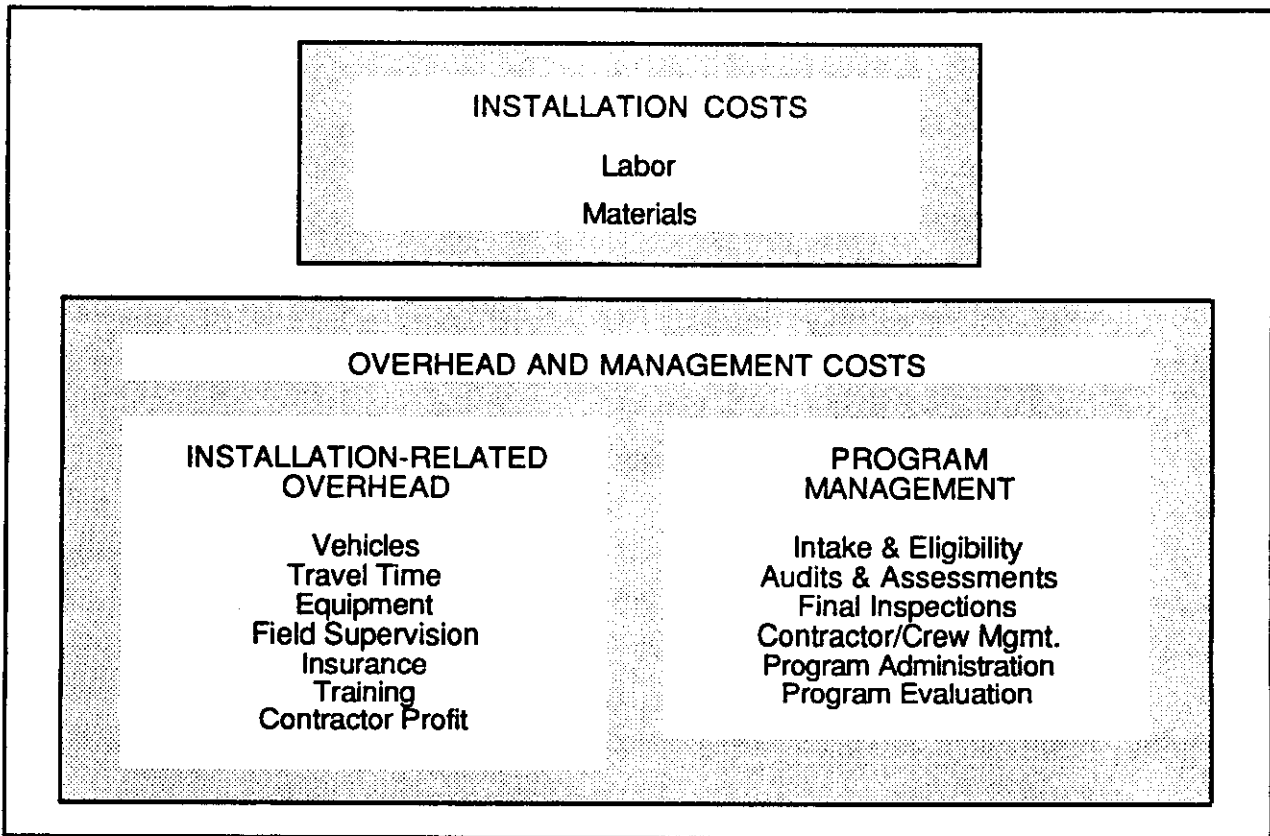 INSTALLATION COSTS
Labor
Materials
OVERHEAD AND MANAGEMENT COSTS
INSTALLATION-RELATED
OVERHEAD
Vehicles
Travel Time
Equipment
Field Supervision
Insurance
Training
Contractor Profit
PROGRAM
MANAGEMENT
Intake & Eligibility
Audits & Assessments
Final Inspections
Contractor/Crew Mgmt.
Program Administration
Program Evaluation